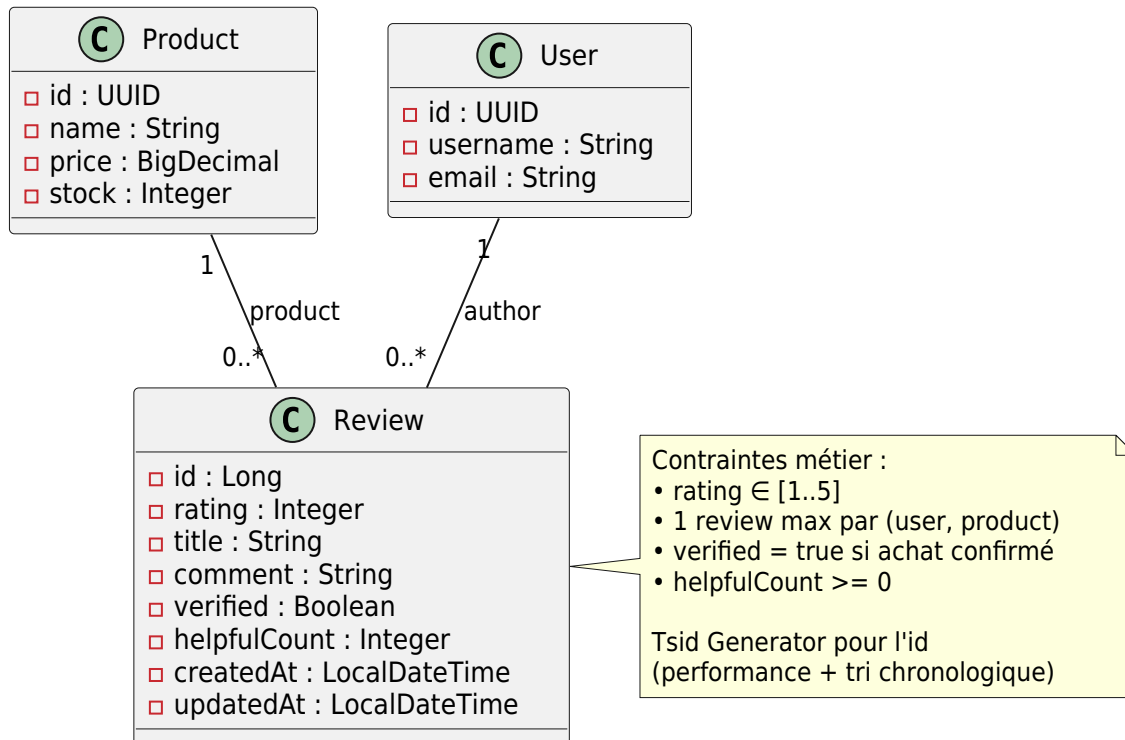 C Product
id : UUID
name : String
price : BigDecimal
stock : Integer
C User
id : UUID
username : String
email : String
1
product
0..*
1
author
0..*
C Review
id : Long
rating : Integer
title : String
comment : String
verified : Boolean
helpfulCount : Integer
createdAt : LocalDateTime
updatedAt : LocalDateTime
Contraintes métier :
• rating ∈ [1..5]
• 1 review max par (user, product)
• verified = true si achat confirmé
• helpfulCount >= 0
Tsid Generator pour l'id
(performance + tri chronologique)